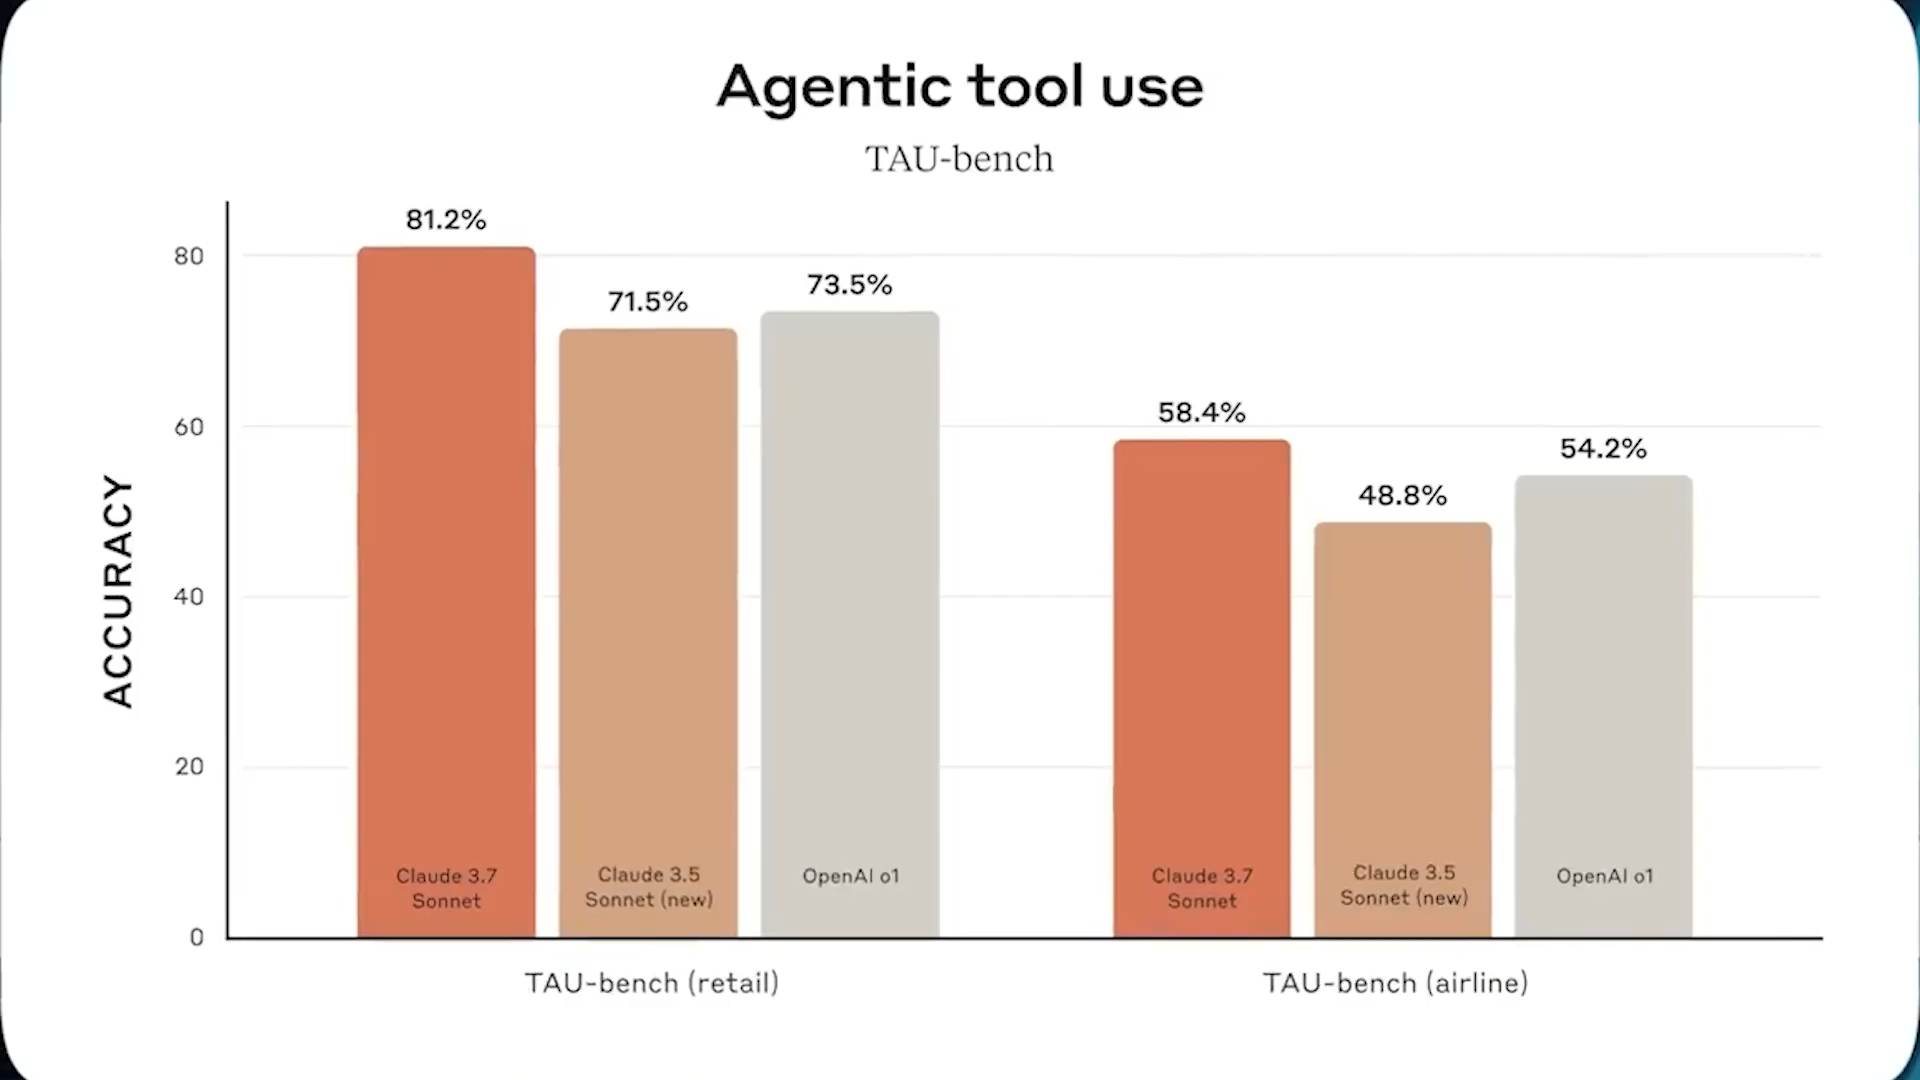 Agentic tool use
TAU-bench
ACCURACY
80
60
40
20
0
81.2%
71.5%
73.5%
58.4%
48.8%
54.2%
Claude 3.7
Sonnet
Claude 3.5
Sonnet (new)
OpenAI o1
Claude 3.7
Sonnet
Claude 3.5
Sonnet (new)
OpenAI o1
TAU-bench (retail)
TAU-bench (airline)